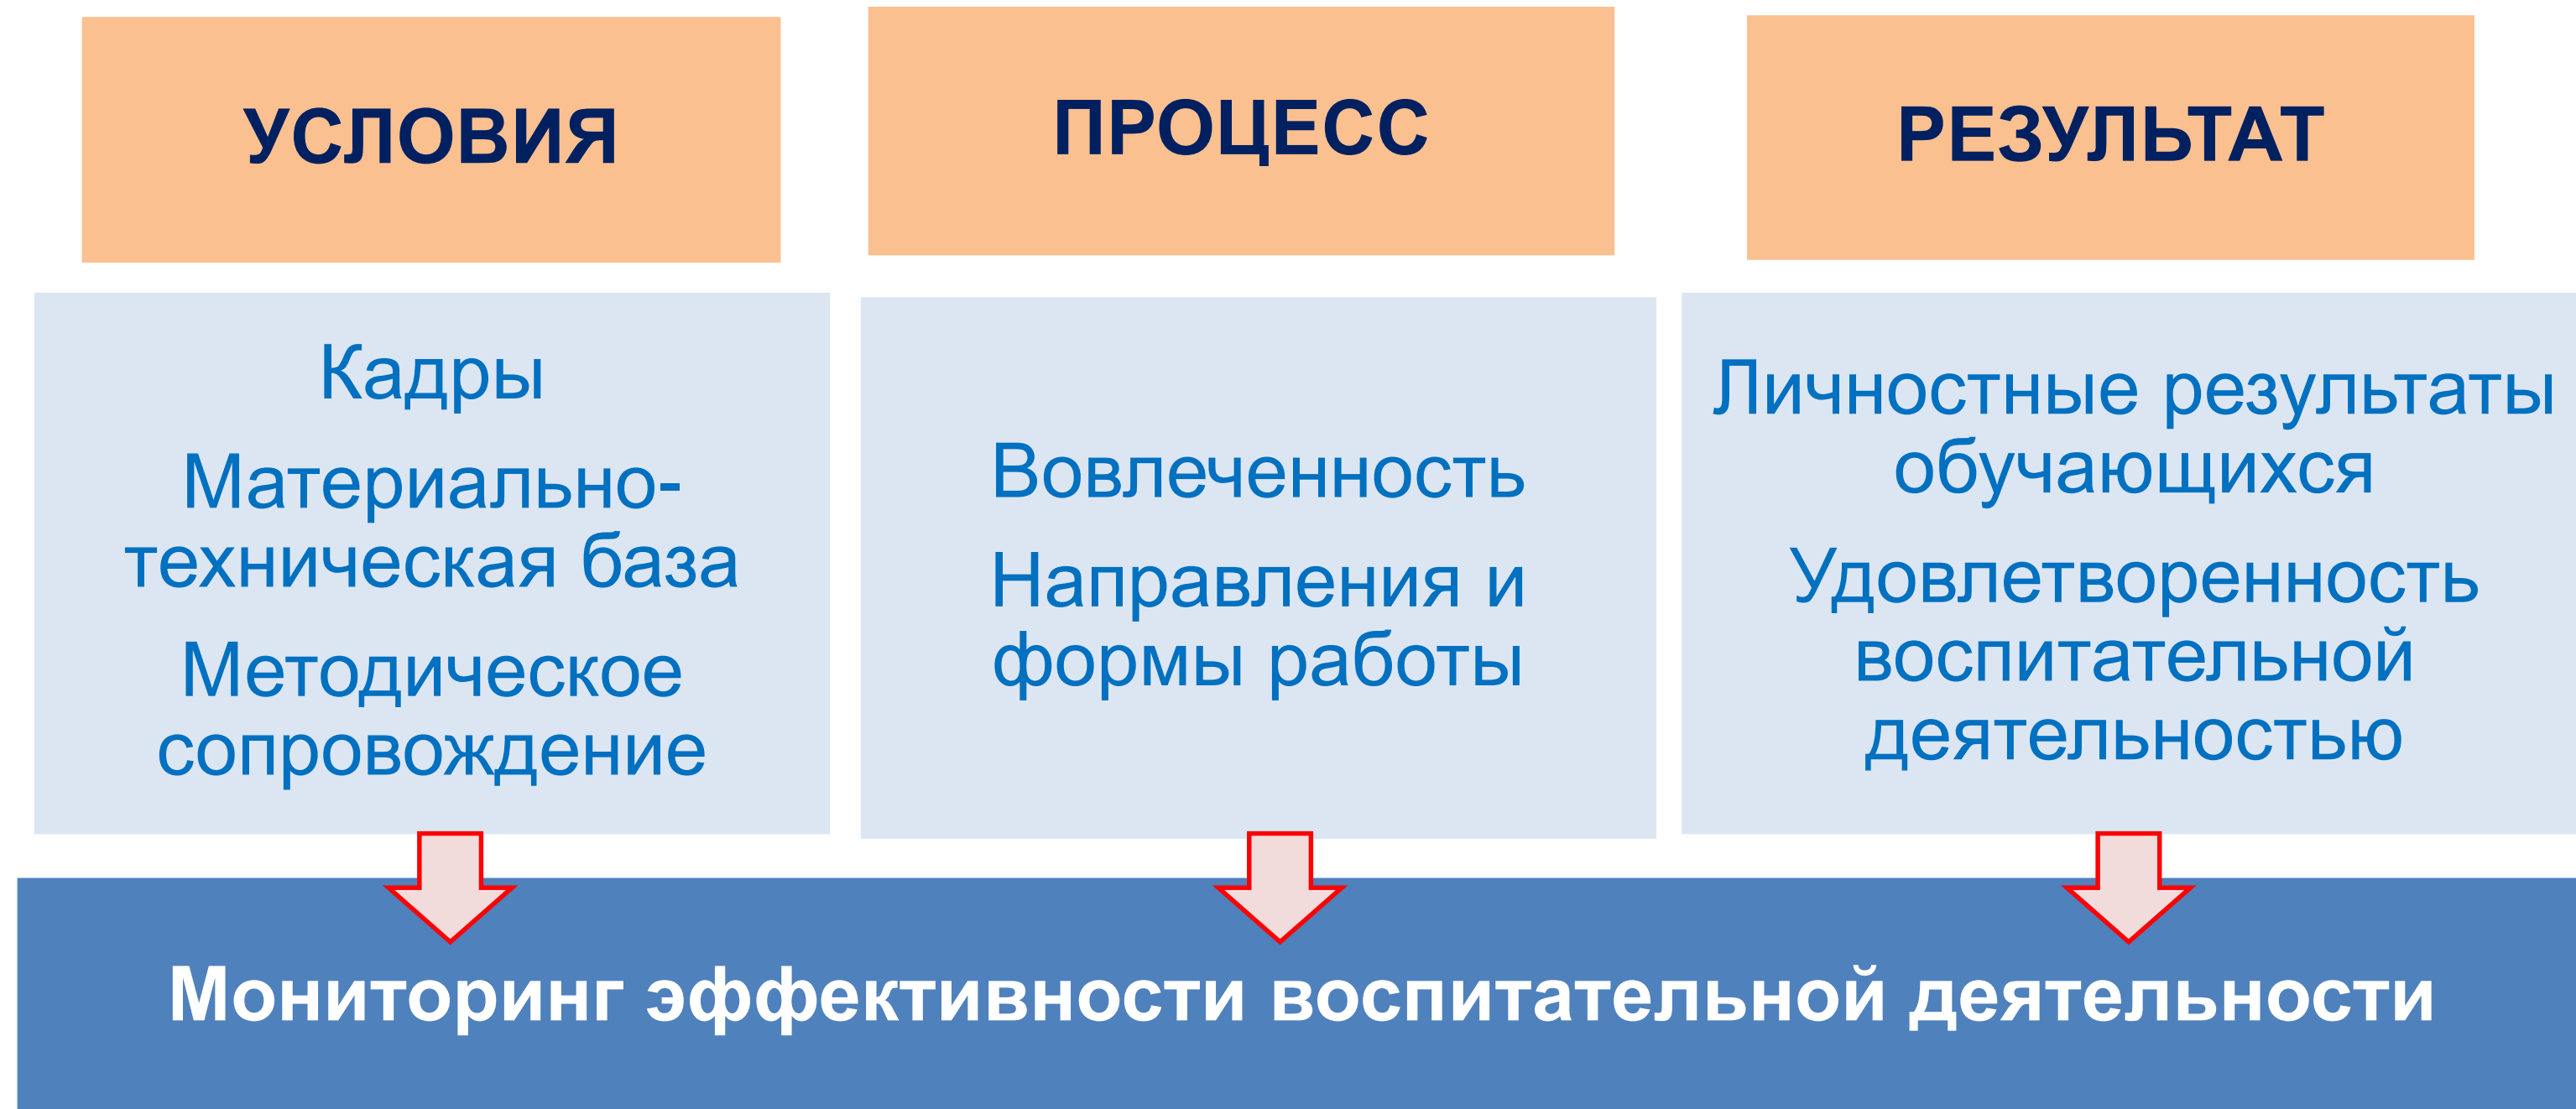 УСЛОВИЯ
Кадры
Материально-
техническая база
Методическое
сопровождение
ПРОЦЕСС
Вовлеченность
Направления и
формы работы
РЕЗУЛЬТАТ
Личностные результаты
обучающихся
Удовлетворенность
воспитательной
деятельностью
Мониторинг эффективности воспитательной деятельности